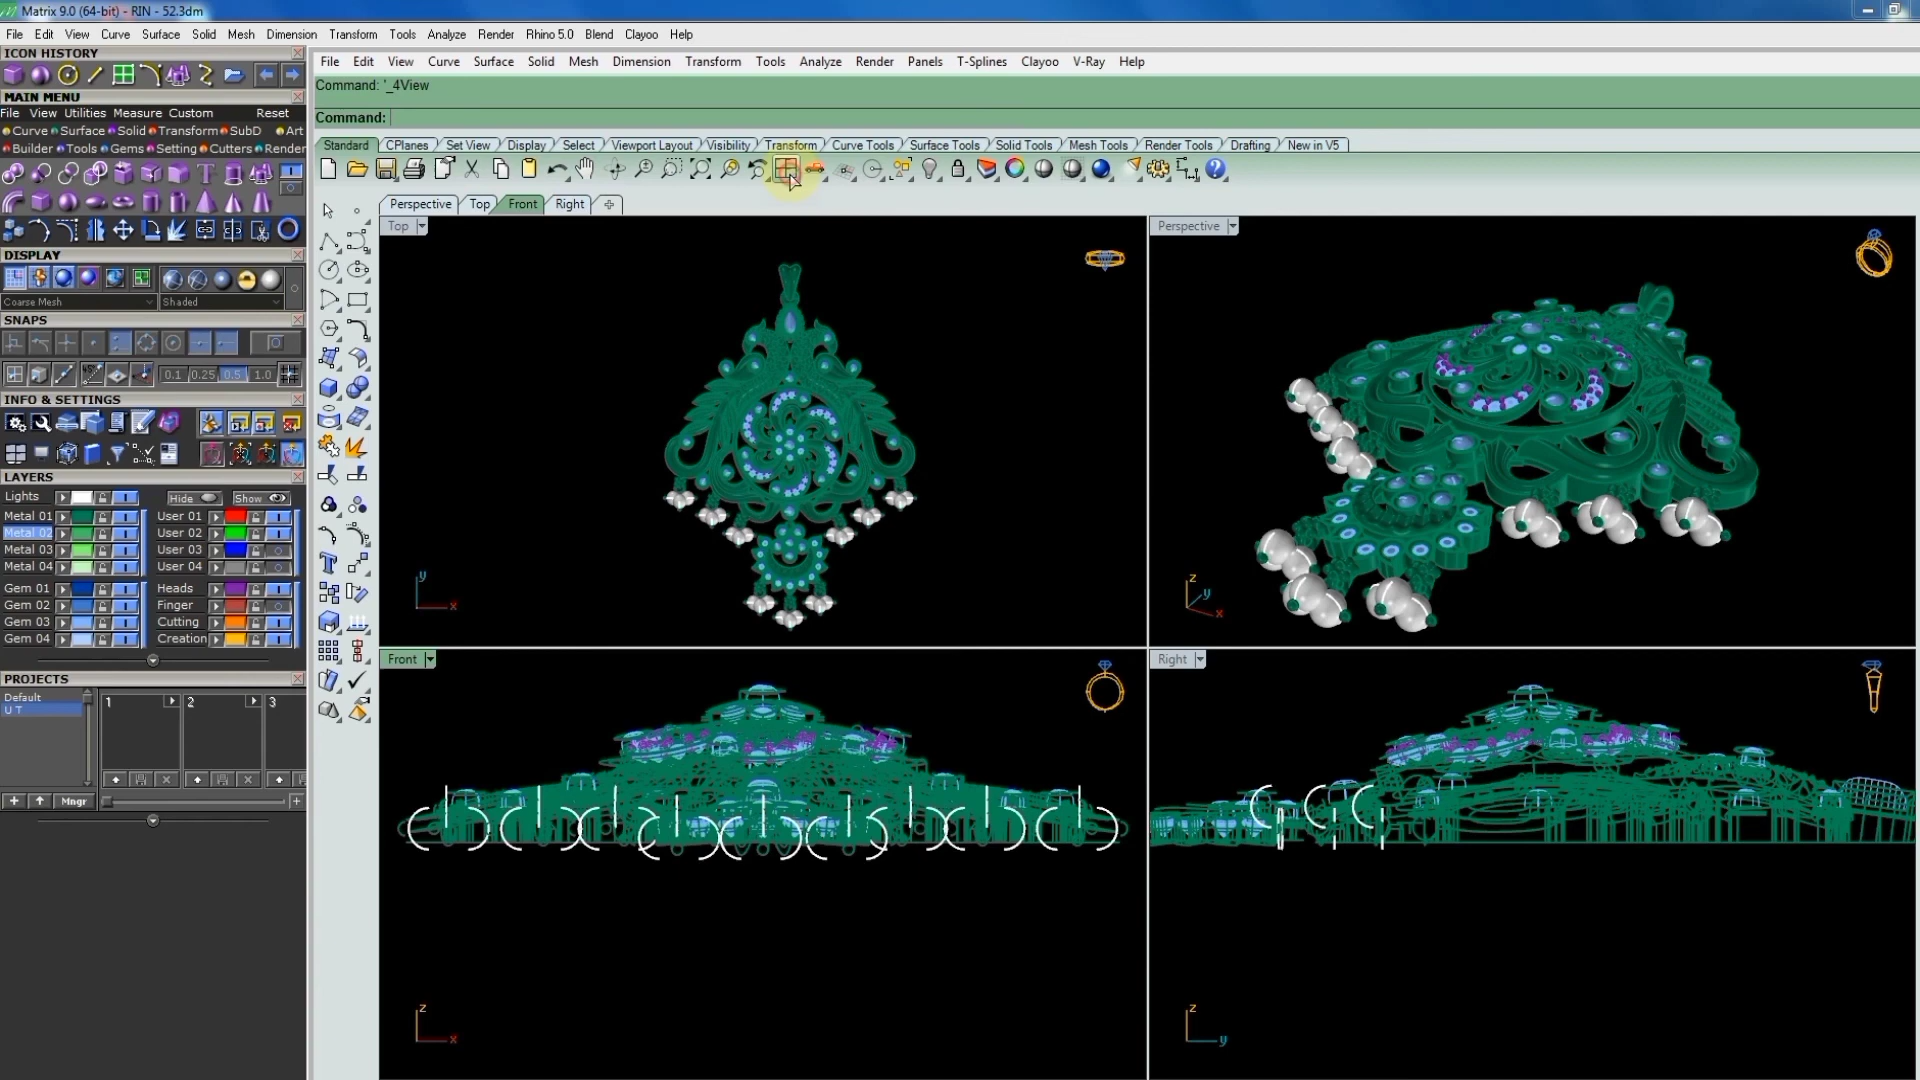 Matrix 9.0 (64-bit) - RIN - 52.3dm
File Edit View Curve Surface Solid Mesh Dimension Transform Tools Analyze Render Rhino 5.0 Blend Clayoo Help
ICON HISTORY
MAIN MENU
File View Utilities Measure Custom Reset
Curve Surface Solid Transform SubD Art
Builder Tools Gems Setting Cutters Render
DISPLAY
Coarse Mesh Shaded
SNAPS
0.1 0.25 0.5 1.0
INFO & SETTINGS
LAYERS
Lights Hide Show
Metal 01 User 01
Metal 02 User 02
Metal 03 User 03
Metal 04 User 04
Gem 01 Heads
Gem 02 Finger
Gem 03 Cutting
Gem 04 Creation
PROJECTS
Default
U T
1 2 3
Mngr
File Edit View Curve Surface Solid Mesh Dimension Transform Tools Analyze Render Panels T-Splines Clayoo V-Ray Help
Command: '_4View
Command:
Standard CPlanes Set View Display Select Viewport Layout Visibility Transform Curve Tools Surface Tools Solid Tools Mesh Tools Render Tools Drafting New in V5
Perspective Top Front Right
Top
y
x
Perspective
z
y
x
Front
z
x
Right
z
y